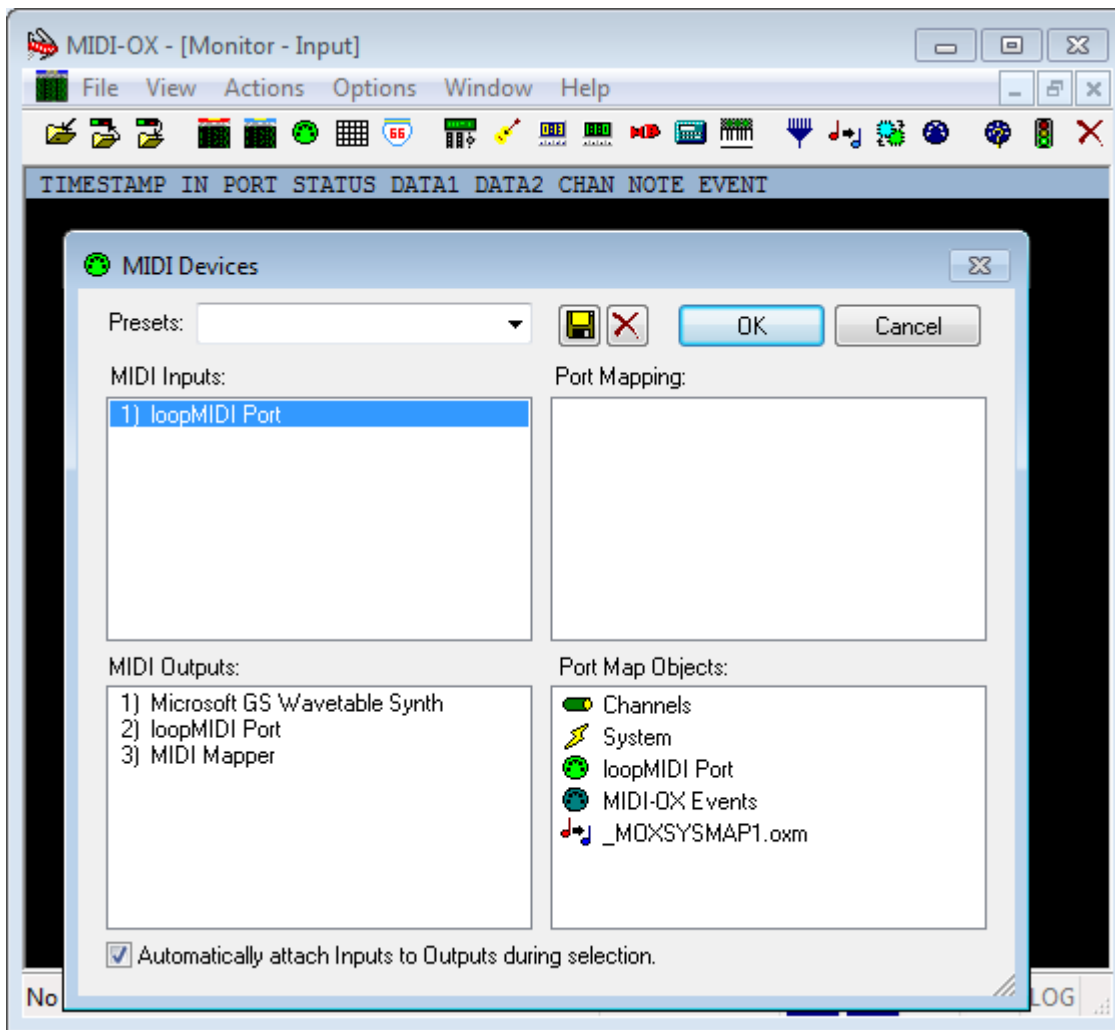 MIDI-OX - [Monitor - Input]
File View Actions Options Window Help
66
TIMESTAMP IN PORT STATUS DATA1 DATA2 CHAN NOTE EVENT
MIDI Devices
Presets:
OK
Cancel
MIDI Inputs:
Port Mapping:
1) loopMIDI Port
MIDI Outputs:
Port Map Objects:
1) Microsoft GS Wavetable Synth
2) loopMIDI Port
3) MIDI Mapper
Channels
System
loopMIDI Port
MIDI-OX Events
_MOXSYSMAP1.oxm
Automatically attach Inputs to Outputs during selection.
No
LOG